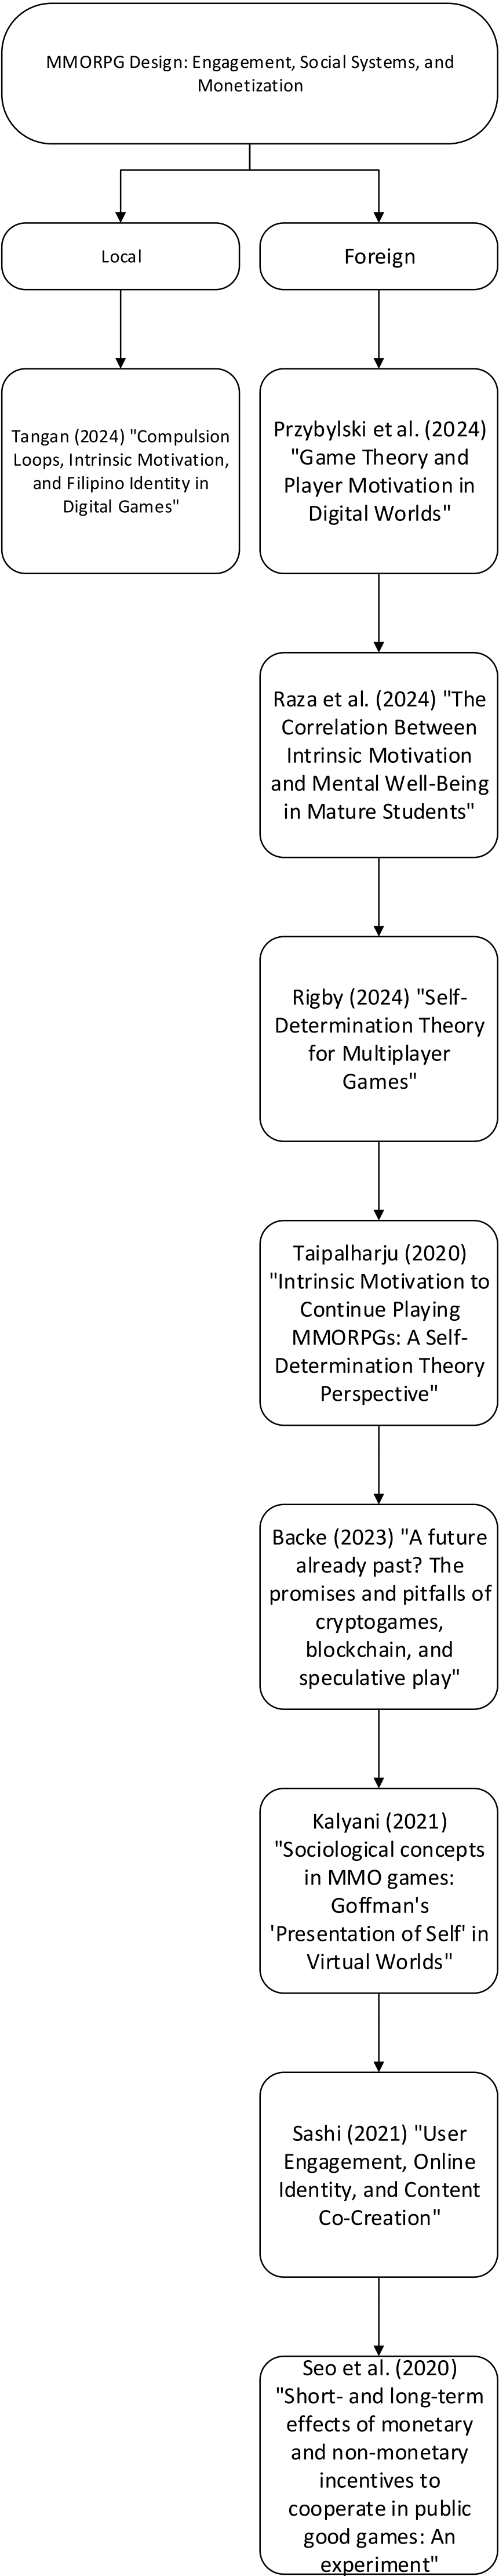 MMORPG Design: Engagement, Social Systems, and
Monetization
Local
Foreign
Tangan (2024) "Compulsion
Loops, Intrinsic Motivation,
and Filipino Identity in
Digital Games"
Przybylski et al. (2024)
"Game Theory and
Player Motivation in
Digital Worlds"
Raza et al. (2024) "The
Correlation Between
Intrinsic Motivation
and Mental Well-Being
in Mature Students"
Rigby (2024) "Self-
Determination Theory
for Multiplayer
Games"
Taipalharju (2020)
"Intrinsic Motivation to
Continue Playing
MMORPGs: A Self-
Determination Theory
Perspective"
Backe (2023) "A future
already past? The
promises and pitfalls of
cryptogames,
blockchain, and
speculative play"
Kalyani (2021)
"Sociological concepts
in MMO games:
Goffman's
'Presentation of Self' in
Virtual Worlds"
Sashi (2021) "User
Engagement, Online
Identity, and Content
Co-Creation"
Seo et al. (2020)
"Short- and long-term
effects of monetary
and non-monetary
incentives to
cooperate in public
good games: An
experiment"